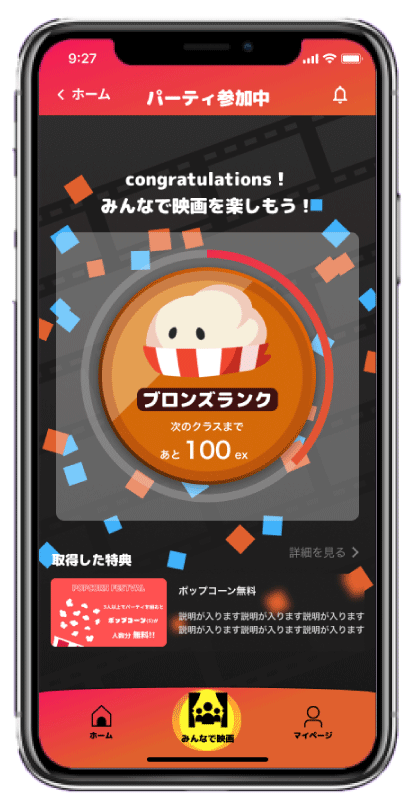 9:27
ホーム
パーティ参加中
congratulations！
みんなで映画を楽しもう！
ブロンズランク
次のクラスまで
あと 100 ex
取得した特典
詳細を見る
POPCORN FESTVAL
3人以上でパーティを組むと
ポップコーン
人数分 無料!!
ポップコーン無料
説明が入ります説明が入ります説明が入ります
説明が入ります説明が入ります説明が入ります
ホーム
みんなで映画
マイページ